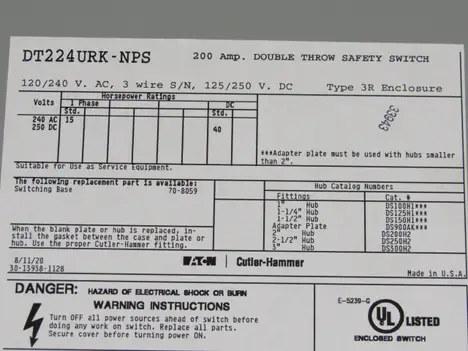 DT224URK-NPS 200 Amp. DOUBLE THROW SAFETY SWITCH
120/240 V. AC, 3 wire S/N, 125/250 V. DC Type 3R Enclosure
Horsepower Ratings
Volts 1 Phase DC
Std. Std.
240 AC 15
250 DC 40
33943
***Adapter plate must be used with hubs smaller
than 2".
Suitable for Use as Service Equipment.
The following replacement part is available:
Switching Base 70-8059
Hub Catalog Numbers
Fittings Cat. #
1" Hub DS100H1***
1-1/4" Hub DS125H1***
1-1/2" Hub DS150H1***
Adapter Plate DS900AK***
2" Hub DS200H2
2-1/2" Hub DS250H2
3" Hub DS300H2
When the blank plate or hub is replaced, in-
stall the gasket between the case and plate or
hub. Use the proper Cutler-Hammer fitting.
8/11/20
30-13938-1128
EATON Cutler-Hammer
Made in U.S.A.
DANGER: HAZARD OF ELECTRICAL SHOCK OR BURN
WARNING INSTRUCTIONS
Turn OFF all power sources ahead of switch before
doing any work on switch. Replace all parts.
Secure cover before turning power ON.
E-5239-G
UL LISTED
ENCLOSED SWITCH